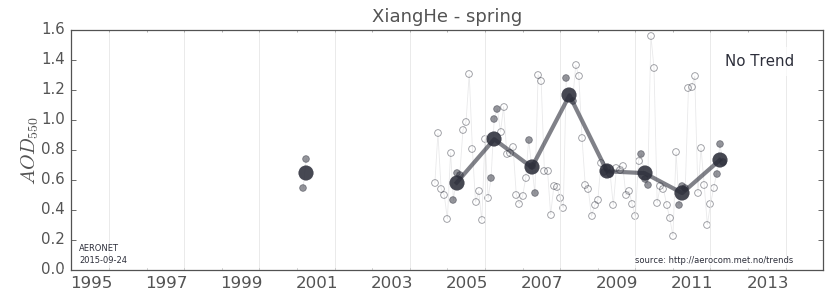 XiangHe - spring
1.6
1.4
1.2
1.0
0.8
0.6
0.4
0.2
0.0
AOD550
No Trend
AERONET
2015-09-24
source: http://aerocom.met.no/trends
1995 1997 1999 2001 2003 2005 2007 2009 2011 2013